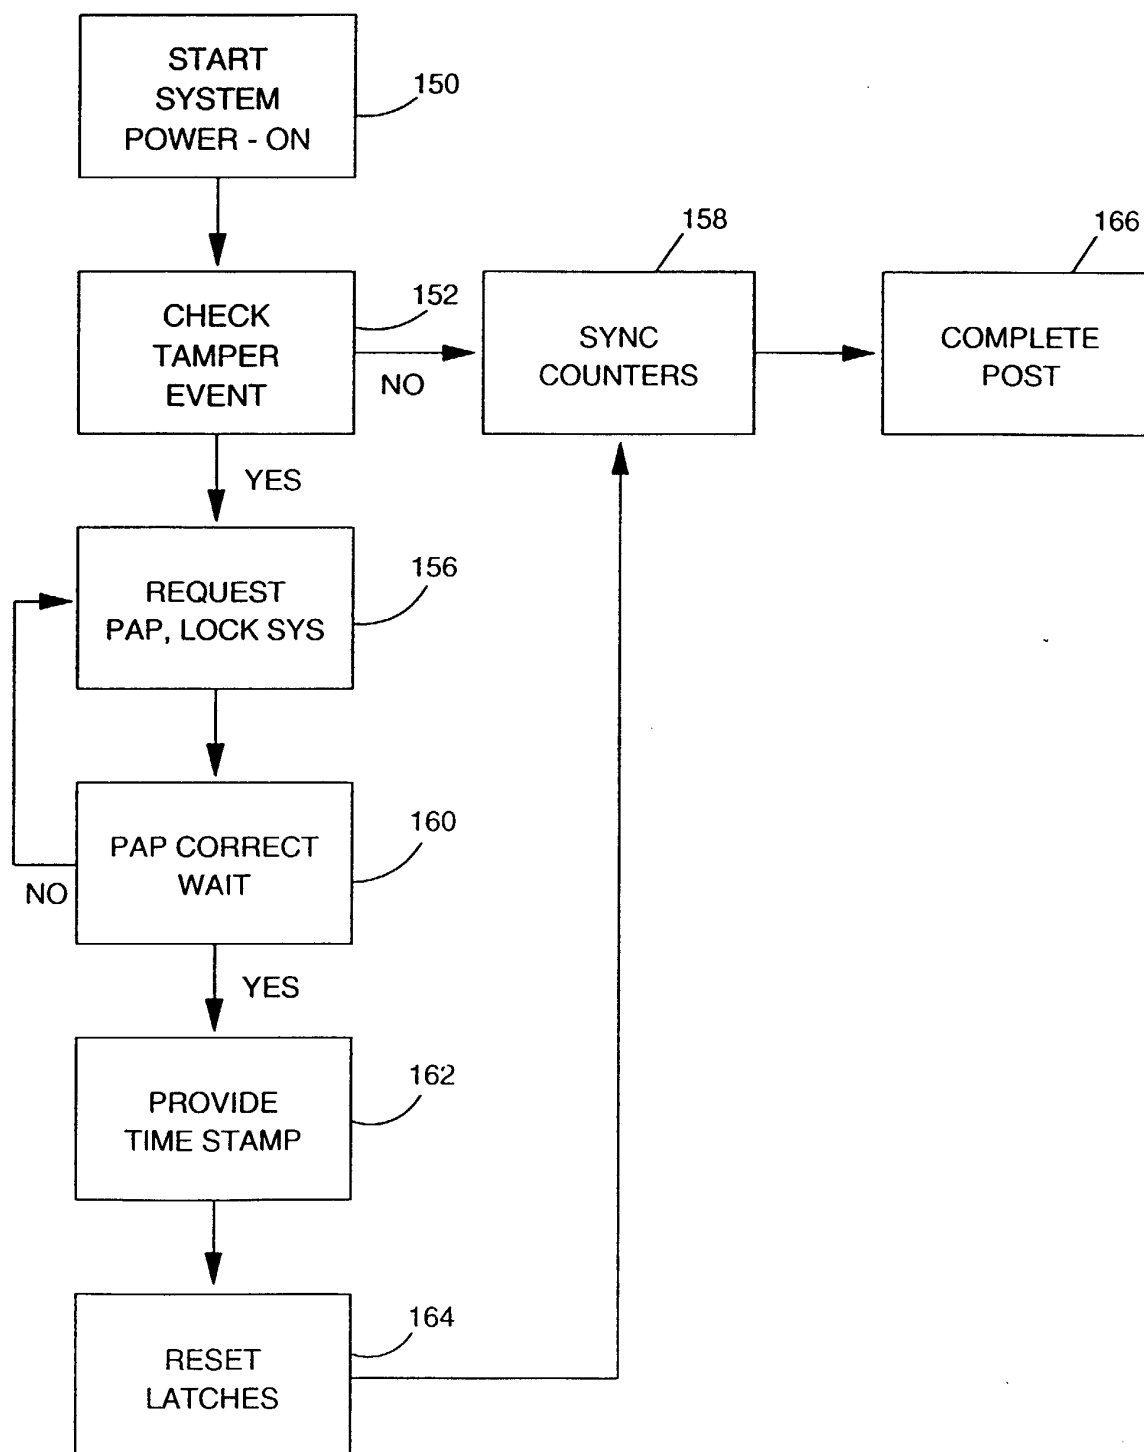 START
SYSTEM
POWER - ON
150
CHECK
TAMPER
EVENT
152
NO
YES
158
SYNC
COUNTERS
166
COMPLETE
POST
REQUEST
PAP, LOCK SYS
156
PAP CORRECT
WAIT
160
NO
YES
PROVIDE
TIME STAMP
162
RESET
LATCHES
164